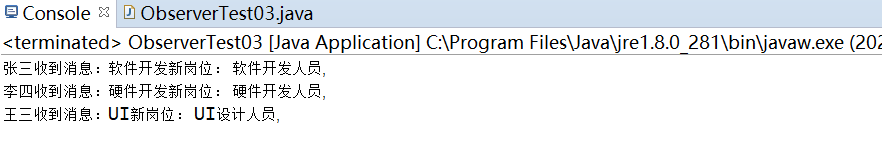 Console ObserverTest03.java
<terminated> ObserverTest03 [Java Application] C:\Program Files\Java\jre1.8.0_281\bin\javaw.exe (202
张三收到消息：软件开发新岗位：软件开发人员,
李四收到消息：硬件开发新岗位：硬件开发人员,
王三收到消息：UI新岗位：UI设计人员,